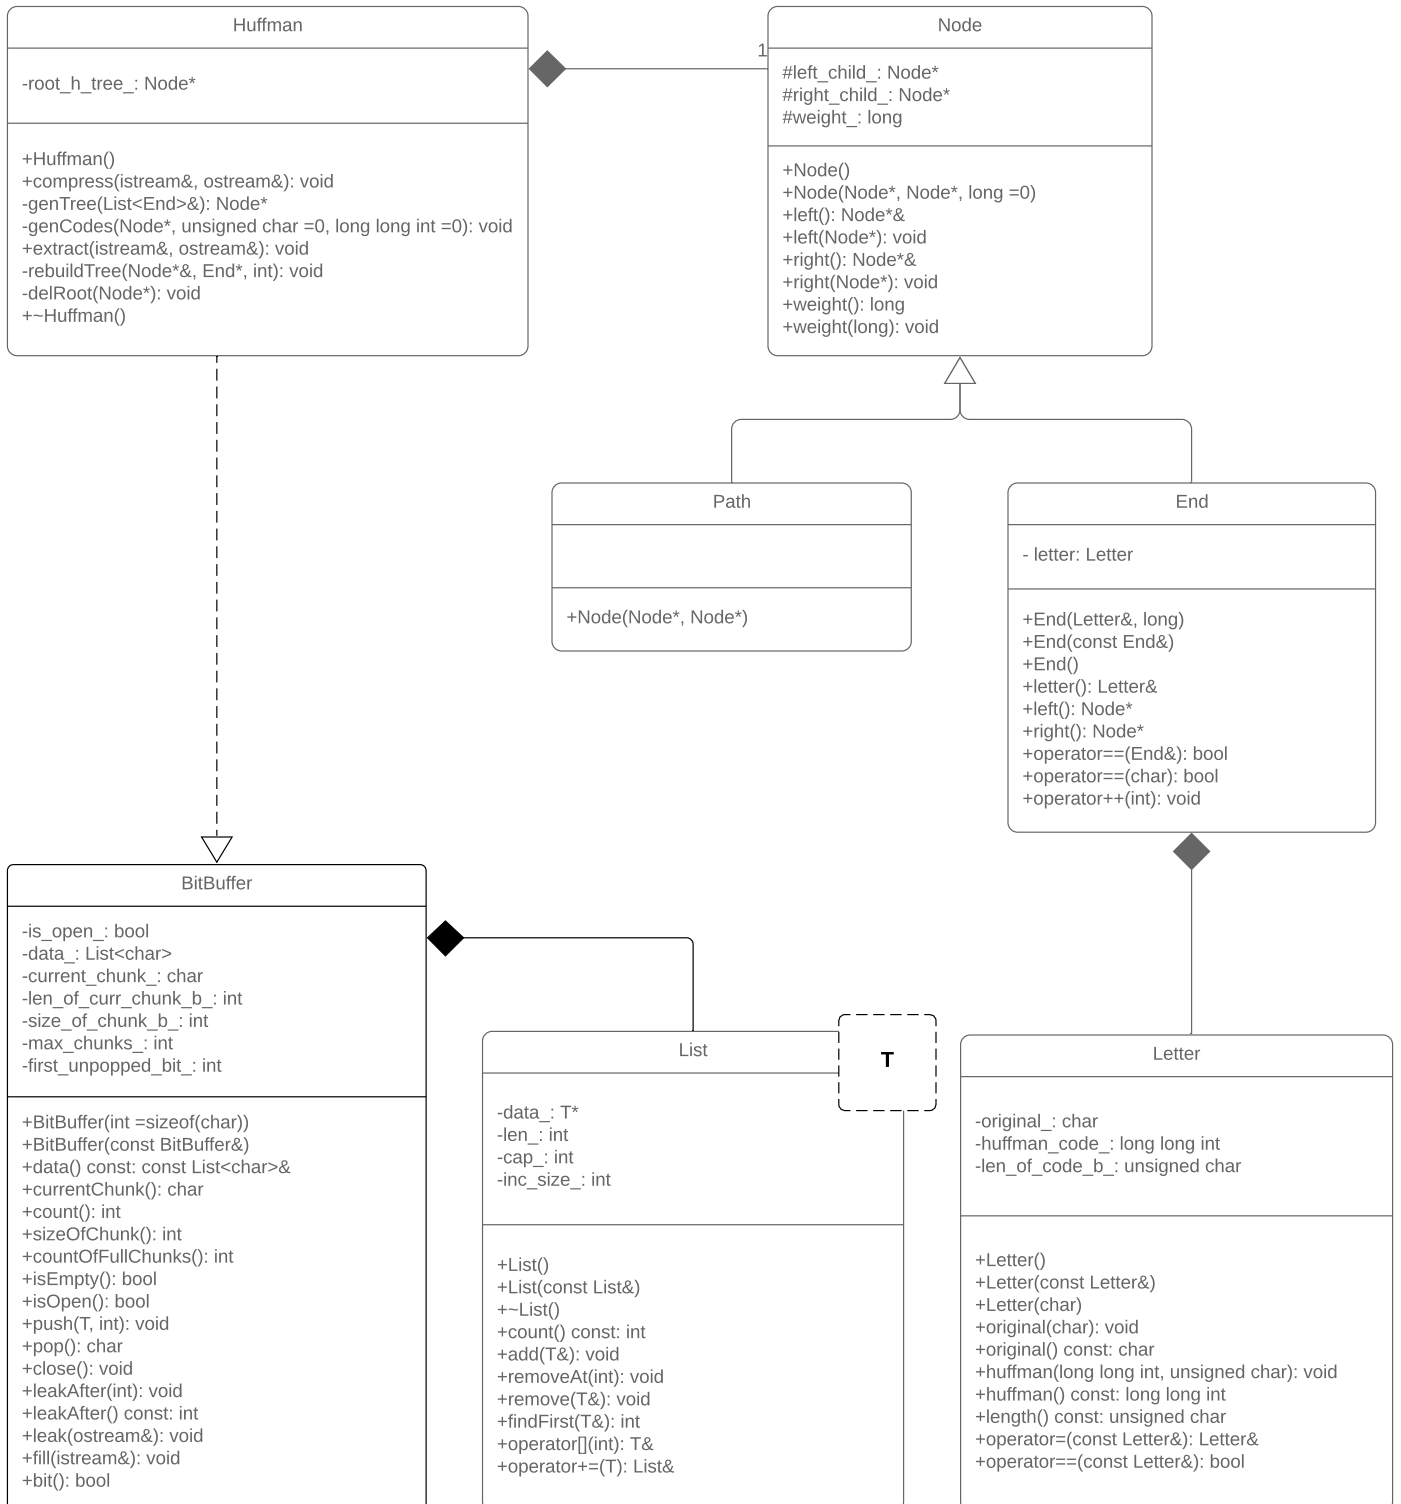 Huffman
-root_h_tree_: Node*
+Huffman()
+compress(istream&, ostream&): void
-genTree(List<End>&): Node*
-genCodes(Node*, unsigned char =0, long long int =0): void
+extract(istream&, ostream&): void
-rebuildTree(Node*&, End*, int): void
-delRoot(Node*): void
+~Huffman()
1
Node
#left_child_: Node*
#right_child_: Node*
#weight_: long
+Node()
+Node(Node*, Node*, long =0)
+left(): Node*&
+left(Node*): void
+right(): Node*&
+right(Node*): void
+weight(): long
+weight(long): void
Path
+Node(Node*, Node*)
End
- letter: Letter
+End(Letter&, long)
+End(const End&)
+End()
+letter(): Letter&
+left(): Node*
+right(): Node*
+operator==(End&): bool
+operator==(char): bool
+operator++(int): void
BitBuffer
-is_open_: bool
-data_: List<char>
-current_chunk_: char
-len_of_curr_chunk_b_: int
-size_of_chunk_b_: int
-max_chunks_: int
-first_unpopped_bit_: int
+BitBuffer(int =sizeof(char))
+BitBuffer(const BitBuffer&)
+data() const: const List<char>&
+currentChunk(): char
+count(): int
+sizeOfChunk(): int
+countOfFullChunks(): int
+isEmpty(): bool
+isOpen(): bool
+push(T, int): void
+pop(): char
+close(): void
+leakAfter(int): void
+leakAfter() const: int
+leak(ostream&): void
+fill(istream&): void
+bit(): bool
List
T
-data_: T*
-len_: int
-cap_: int
-inc_size_: int
+List()
+List(const List&)
+~List()
+count() const: int
+add(T&): void
+removeAt(int): void
+remove(T&): void
+findFirst(T&): int
+operator[](int): T&
+operator+=(T): List&
Letter
-original_: char
-huffman_code_: long long int
-len_of_code_b_: unsigned char
+Letter()
+Letter(const Letter&)
+Letter(char)
+original(char): void
+original() const: char
+huffman(long long int, unsigned char): void
+huffman() const: long long int
+length() const: unsigned char
+operator=(const Letter&): Letter&
+operator==(const Letter&): bool